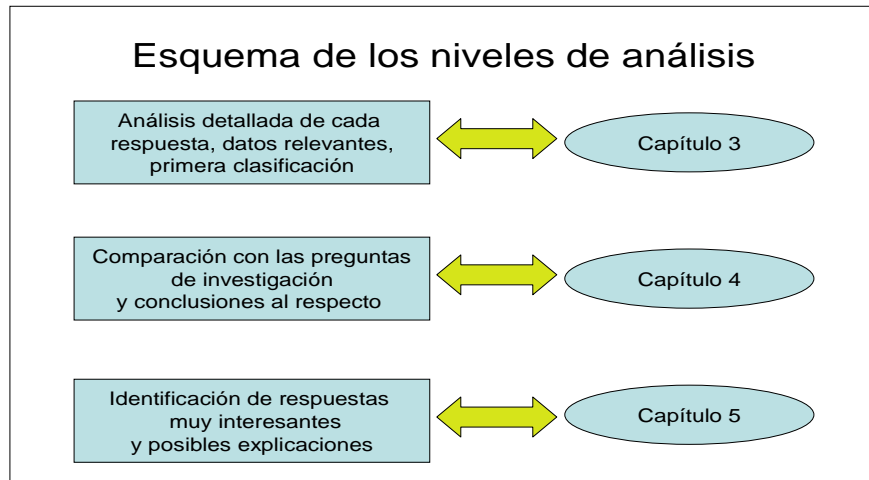 Esquema de los niveles de análisis
Análisis detallada de cada
respuesta, datos relevantes,
primera clasificación
Capítulo 3
Comparación con las preguntas
de investigación
y conclusiones al respecto
Capítulo 4
Identificación de respuestas
muy interesantes
y posibles explicaciones
Capítulo 5